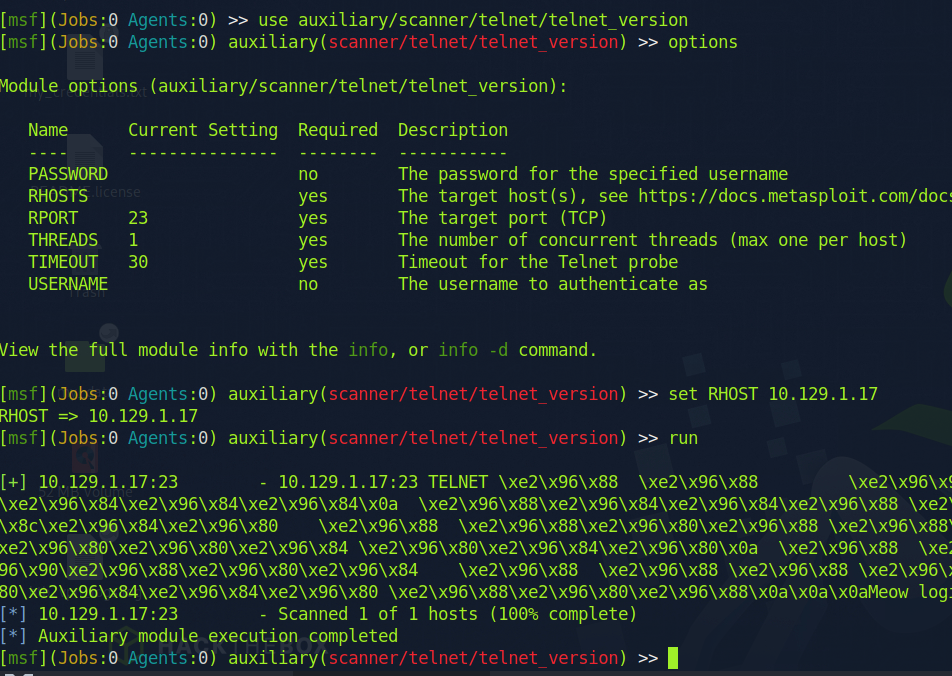 [msf](Jobs:0 Agents:0) >> use auxiliary/scanner/telnet/telnet_version
[msf](Jobs:0 Agents:0) auxiliary(scanner/telnet/telnet_version) >> options
Module options (auxiliary/scanner/telnet/telnet_version):
Name Current Setting Required Description
---- --------------- -------- -----------
PASSWORD no The password for the specified username
RHOSTS yes The target host(s), see https://docs.metasploit.com/docs
RPORT 23 yes The target port (TCP)
THREADS 1 yes The number of concurrent threads (max one per host)
TIMEOUT 30 yes Timeout for the Telnet probe
USERNAME no The username to authenticate as
View the full module info with the info, or info -d command.
[msf](Jobs:0 Agents:0) auxiliary(scanner/telnet/telnet_version) >> set RHOST 10.129.1.17
RHOST => 10.129.1.17
[msf](Jobs:0 Agents:0) auxiliary(scanner/telnet/telnet_version) >> run
[+] 10.129.1.17:23 - 10.129.1.17:23 TELNET \xe2\x96\x88 \xe2\x96\x88 \xe2\x96\x
\xe2\x96\x84\xe2\x96\x84\xe2\x96\x84\x0a \xe2\x96\x88\xe2\x96\x84\xe2\x96\x84\xe2\x96\x88 \xe2
\x8c\xe2\x96\x84\xe2\x96\x80 \xe2\x96\x88 \xe2\x96\x88\xe2\x96\x80\xe2\x96\x88 \xe2\x96\x88
xe2\x96\x80\xe2\x96\x80\xe2\x96\x84 \xe2\x96\x80\xe2\x96\x84\xe2\x96\x80\x0a \xe2\x96\x88 \xe2
96\x90\xe2\x96\x88\xe2\x96\x80\xe2\x96\x84 \xe2\x96\x88 \xe2\x96\x88 \xe2\x96\x88 \xe2\x96\x
80\xe2\x96\x84\xe2\x96\x84\xe2\x96\x80 \xe2\x96\x88\xe2\x96\x80\xe2\x96\x88\x0a\x0a\x0aMeow logi
[*] 10.129.1.17:23 - Scanned 1 of 1 hosts (100% complete)
[*] Auxiliary module execution completed
[msf](Jobs:0 Agents:0) auxiliary(scanner/telnet/telnet_version) >>